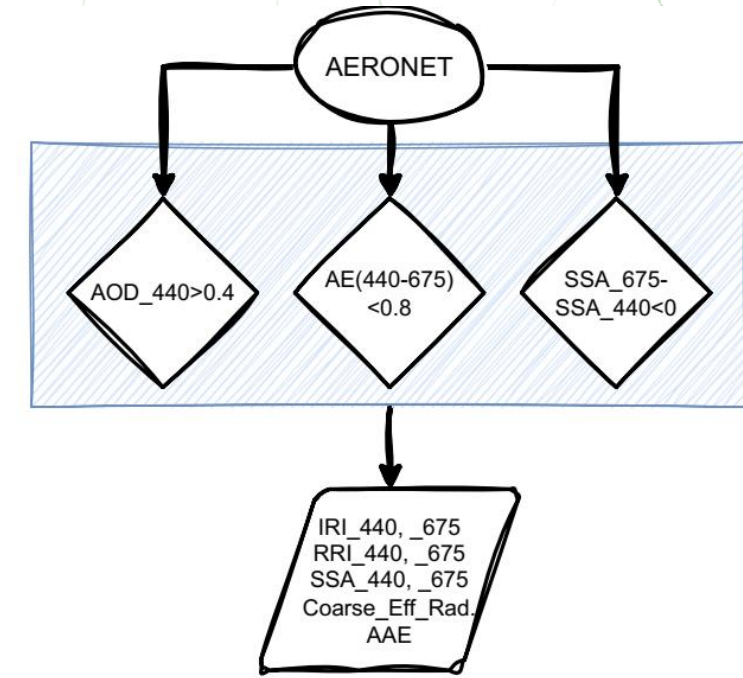 AERONET
AOD_440>0.4
AE(440-675)
<0.8
SSA_675-
SSA_440<0
IRI_440, _675
RRI_440, _675
SSA_440, _675
Coarse_Eff_Rad.
AAE